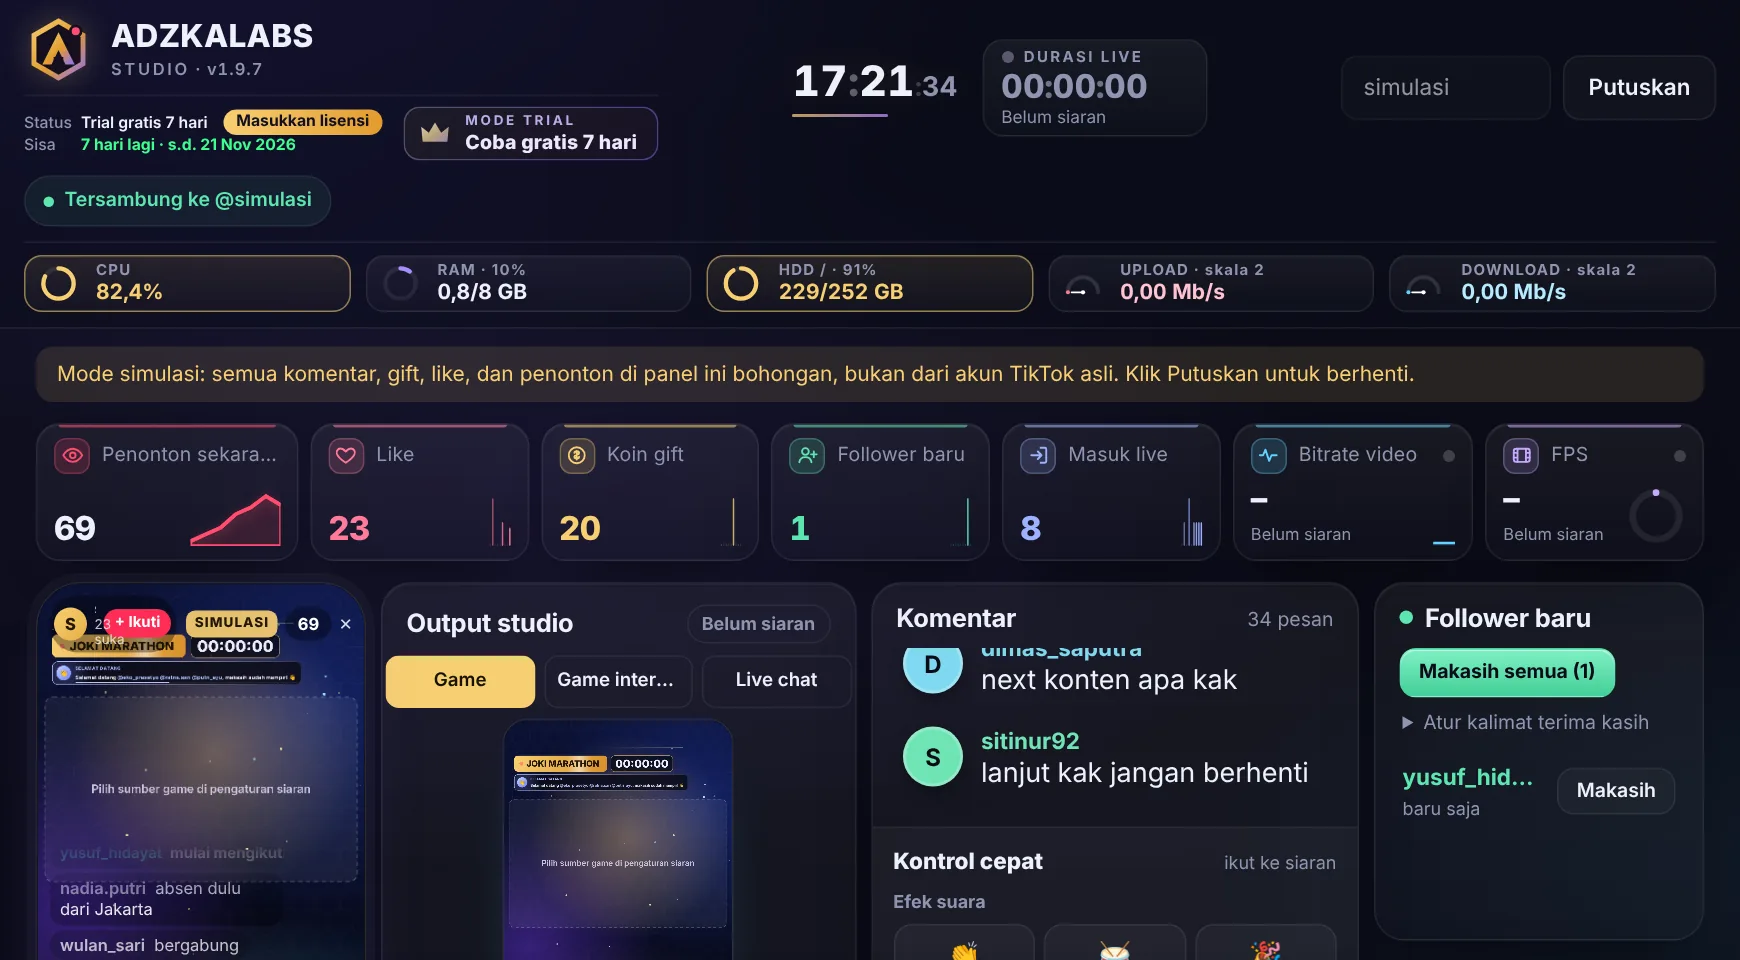 ADZKALABS
STUDIO · v1.9.7
Status Trial gratis 7 hari Masukkan lisensi
Sisa 7 hari lagi · s.d. 21 Nov 2026
MODE TRIAL
Coba gratis 7 hari
17:21:34
DURASI LIVE
00:00:00
Belum siaran
simulasi
Putuskan
Tersambung ke @simulasi
CPU
82,4%
RAM · 10%
0,8/8 GB
HDD / · 91%
229/252 GB
UPLOAD · skala 2
0,00 Mb/s
DOWNLOAD · skala 2
0,00 Mb/s
Mode simulasi: semua komentar, gift, like, dan penonton di panel ini bohongan, bukan dari akun TikTok asli. Klik Putuskan untuk berhenti.
Penonton sekara...
69
Like
23
Koin gift
20
Follower baru
1
Masuk live
8
Bitrate video
–
Belum siaran
FPS
–
Belum siaran
S
23
suka
+ Ikuti
SIMULASI
69
×
JOKI MARATHON 00:00:00
SELAMAT DATANG
Pilih sumber game di pengaturan siaran
yusuf_hidayat mulai mengikut
nadia.putri absen dulu
dari Jakarta
wulan_sari bergabung
Output studio
Belum siaran
Game
Game inter...
Live chat
JOKI MARATHON 00:00:00
Pilih sumber game di pengaturan siaran
Komentar
34 pesan
D
dimas_saputra
next konten apa kak
S
sitinur92
lanjut kak jangan berhenti
Kontrol cepat
ikut ke siaran
Efek suara
Follower baru
Makasih semua (1)
Atur kalimat terima kasih
yusuf_hid...
baru saja
Makasih